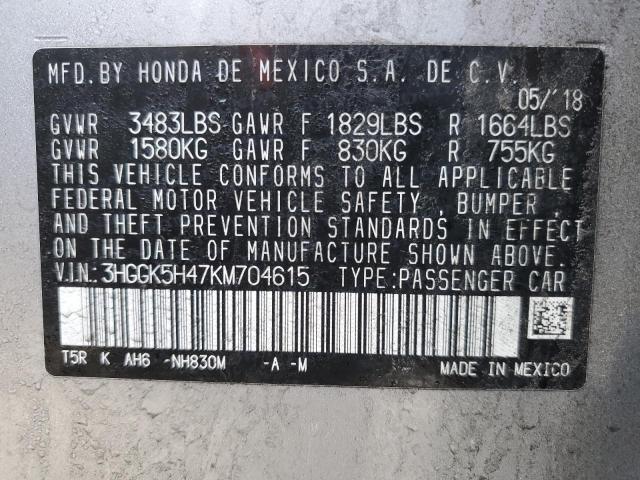 MFD. BY HONDA DE MEXICO S.A. DE C.V.
05/'18
GVWR 3483LBS GAWR F 1829LBS R 1664LBS
GVWR 1580KG GAWR F 830KG R 755KG
THIS VEHICLE CONFORMS TO ALL APPLICABLE
FEDERAL MOTOR VEHICLE SAFETY , BUMPER ,
AND THEFT PREVENTION STANDARDS IN EFFECT
ON THE DATE OF MANUFACTURE SHOWN ABOVE.
V.I.N.: 3HGGK5H47KM704615 TYPE:PASSENGER CAR
T5R K AH6 -NH830M -A -M MADE IN MEXICO